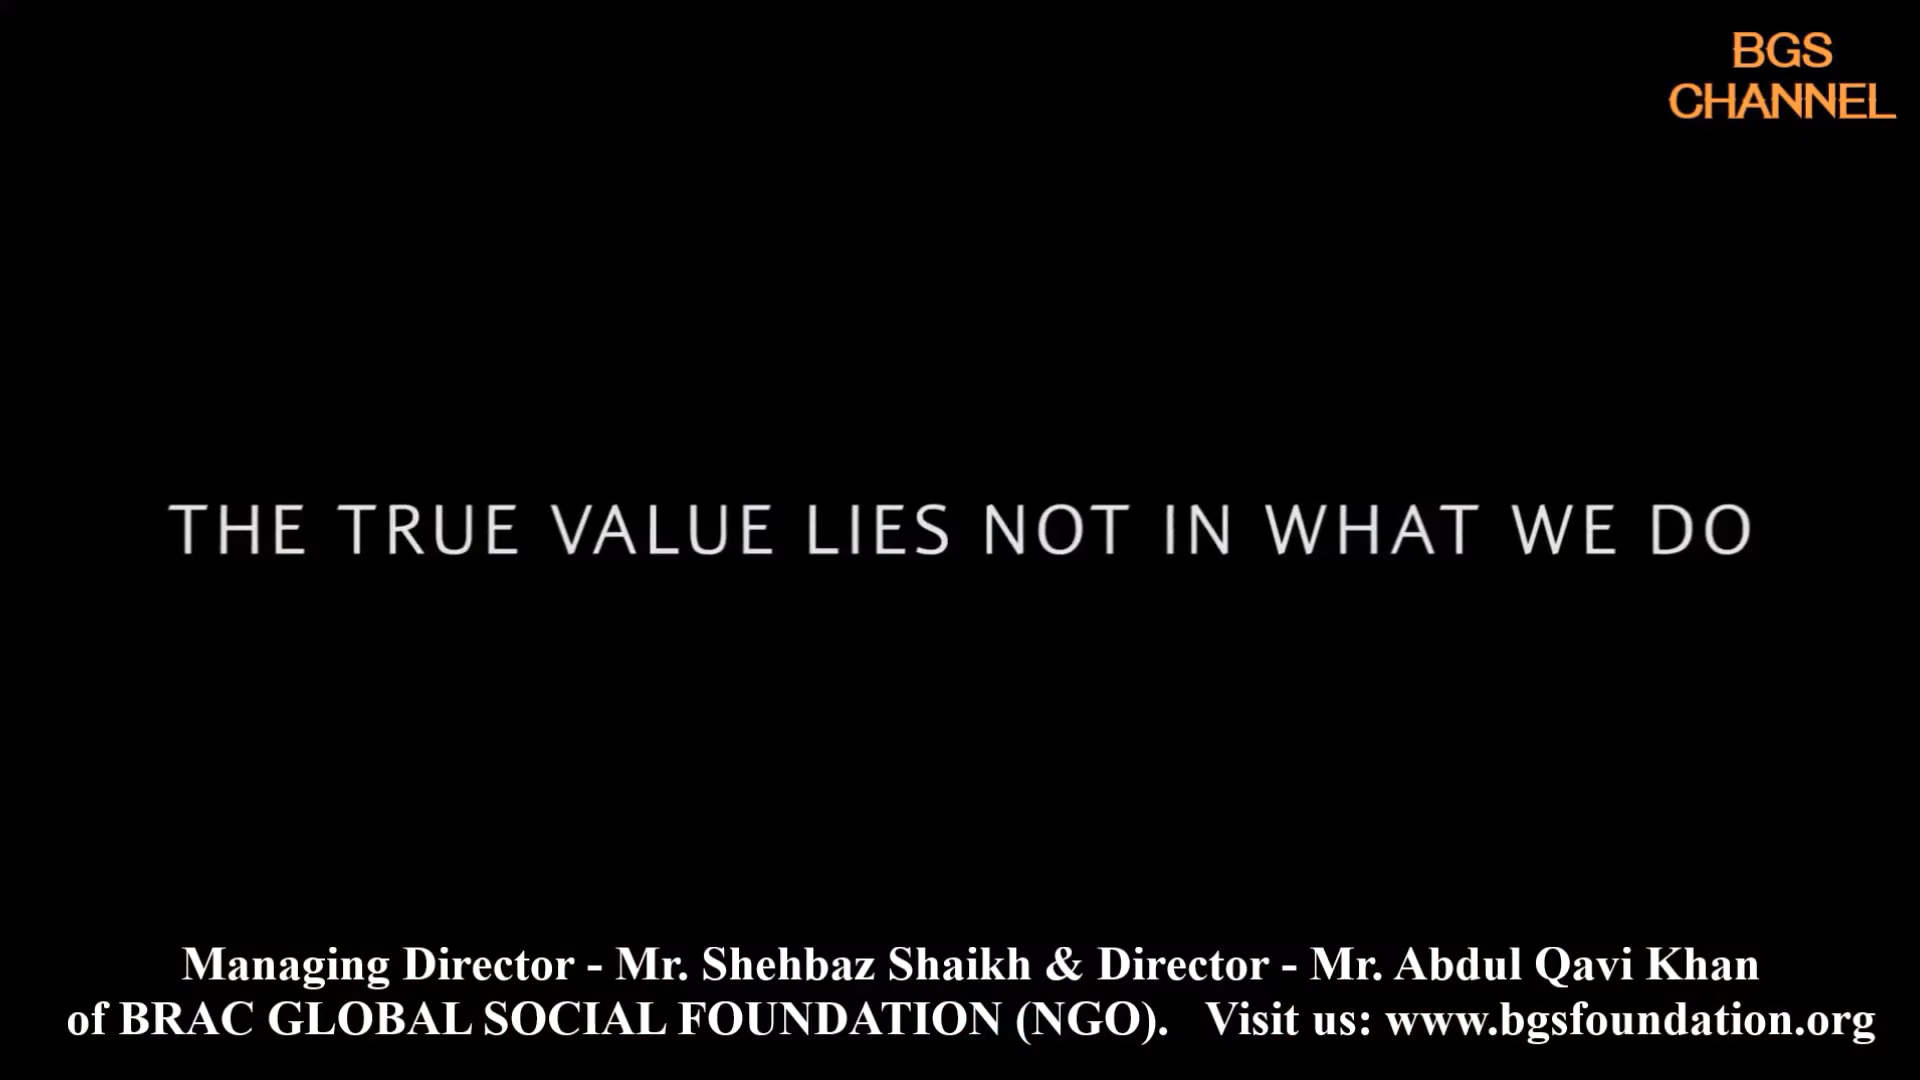 BGS
CHANNEL
THE TRUE VALUE LIES NOT IN WHAT WE DO
Managing Director - Mr. Shehbaz Shaikh & Director - Mr. Abdul Qavi Khan
of BRAC GLOBAL SOCIAL FOUNDATION (NGO).   Visit us: www.bgsfoundation.org